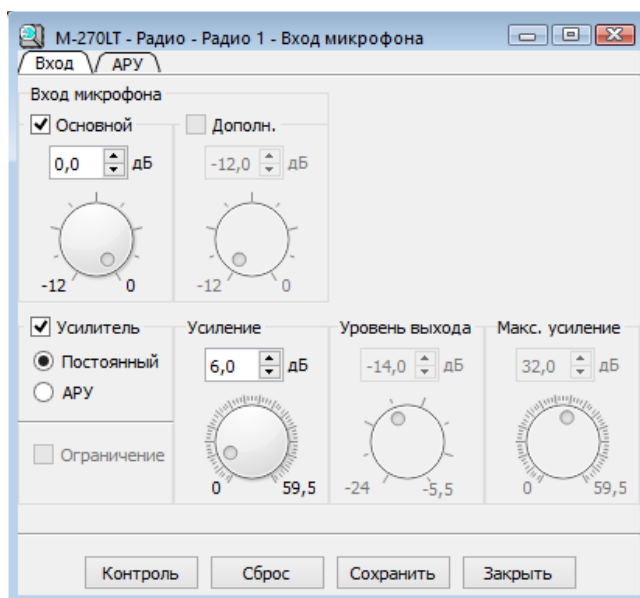 M-270LT - Радио - Радио 1 - Вход микрофона
Вход АРУ
Вход микрофона
Основной Дополн.
0,0 дБ -12,0 дБ
-12 0 -12 0
Усилитель Усиление Уровень выхода Макс. усиление
Постоянный 6,0 дБ -14,0 дБ 32,0 дБ
АРУ
Ограничение
0 59,5 -24 -5,5 0 59,5
Контроль Сброс Сохранить Закрыть